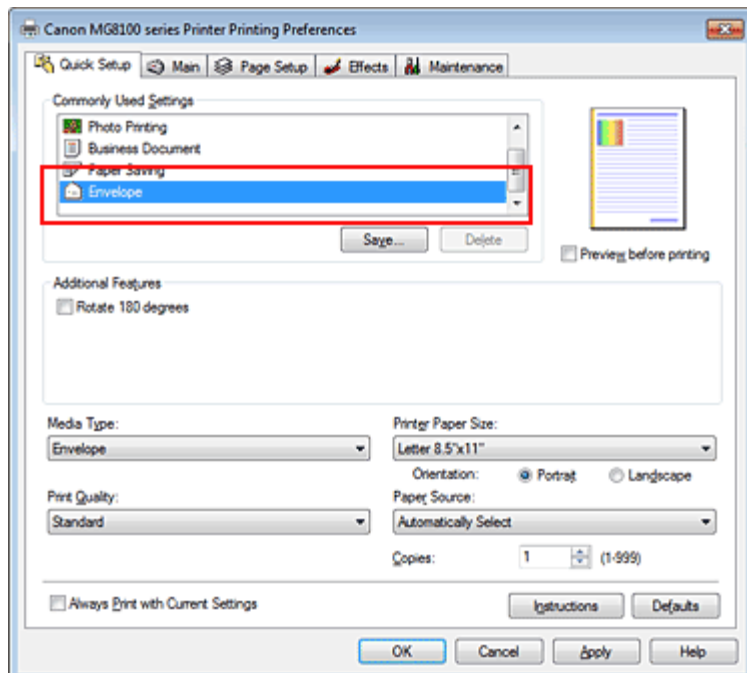 Canon MG8100 series Printer Printing Preferences
Quick Setup Main Page Setup Effects Maintenance
Commonly Used Settings
Photo Printing
Business Document
Paper Saving
Envelope
Save... Delete
Preview before printing
Additional Features
Rotate 180 degrees
Media Type: Printer Paper Size:
Envelope Letter 8.5"x11"
Orientation: Portrait Landscape
Print Quality: Paper Source:
Standard Automatically Select
Copies: 1 (1-999)
Always Print with Current Settings Instructions Defaults
OK Cancel Apply Help